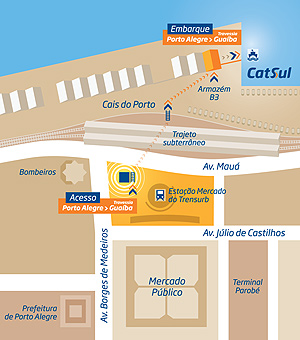 Embarque
Porto Alegre > Guaíba
Travessia
CatSul
Armazém
B3
Cais do Porto
Trajeto
subterrâneo
Av. Mauá
Bombeiros
Estação Mercado
do Trensurb
Acesso
Travessia
Porto Alegre > Guaíba
Av. Júlio de Castilhos
Av. Borges de Medeiros
Mercado
Público
Terminal
Parobé
Prefeitura
de Porto Alegre